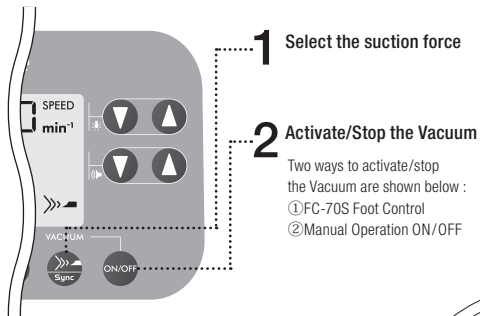 1 Select the suction force
2 Activate/Stop the Vacuum
Two ways to activate/stop
the Vacuum are shown below :
①FC-70S Foot Control
②Manual Operation ON/OFF
SPEED
min-1
VACUUM
Sync
ON/OFF